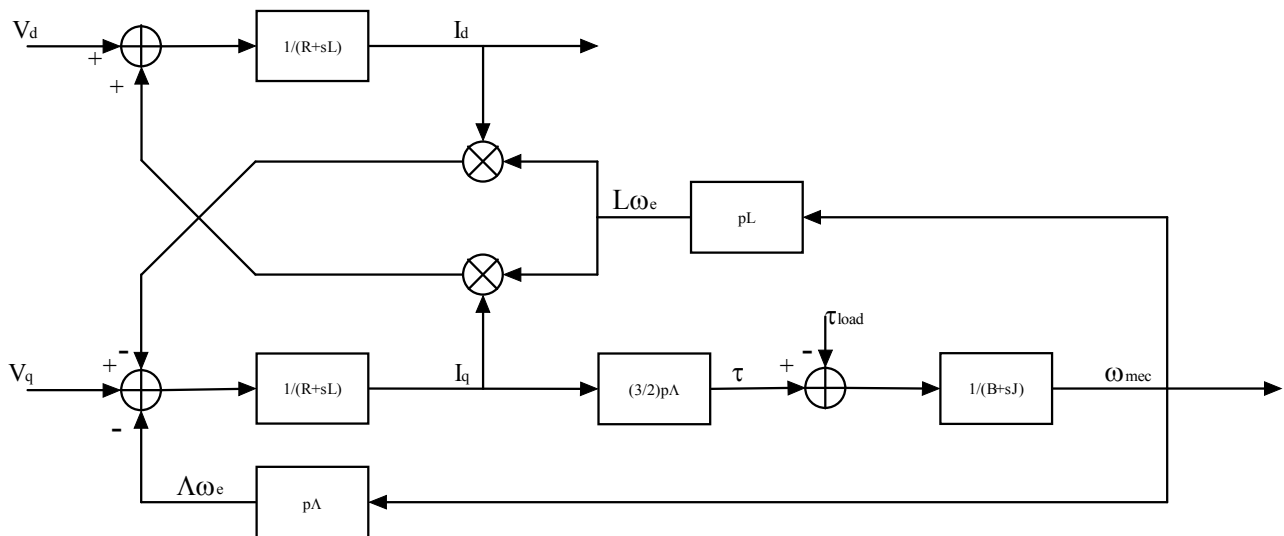 Vd
1/(R+sL)
Id
+
+
Lωe
pL
τload
-
+
-
Vq
1/(R+sL)
Iq
(3/2)pΛ
τ
+
-
1/(B+sJ)
ωmec
-
Λωe
pΛ